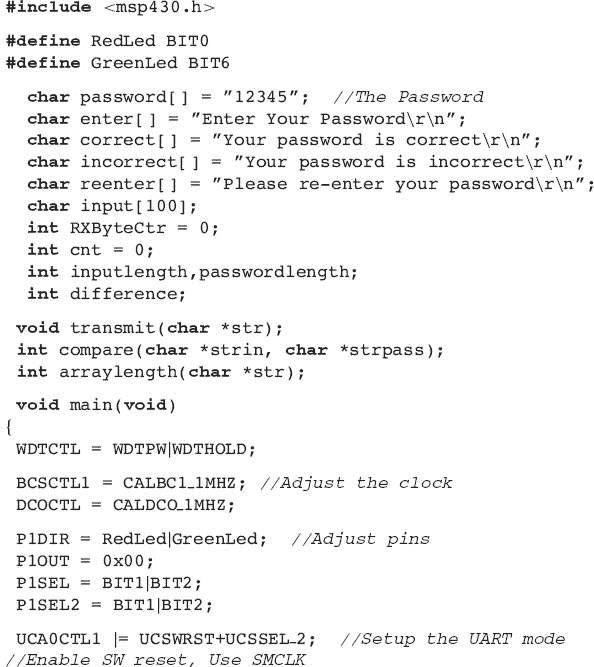 #include <msp430.h>
#define RedLed BIT0
#define GreenLed BIT6
char password[] = "12345"; //The Password
char enter[] = "Enter Your Password\r\n";
char correct[] = "Your password is correct\r\n";
char incorrect[] = "Your password is incorrect\r\n";
char reenter[] = "Please re-enter your password\r\n";
char input[100];
int RXByteCtr = 0;
int cnt = 0;
int inputlength,passwordlength;
int difference;
void transmit(char *str);
int compare(char *strin, char *strpass);
int arraylength(char *str);
void main(void)
{
WDTCTL = WDTPW|WDTHOLD;
BCSCTL1 = CALBC1_1MHZ; //Adjust the clock
DCOCTL = CALDCO_1MHZ;
P1DIR = RedLed|GreenLed; //Adjust pins
P1OUT = 0x00;
P1SEL = BIT1|BIT2;
P1SEL2 = BIT1|BIT2;
UCA0CTL1 |= UCSWRST+UCSSEL_2; //Setup the UART mode
//Enable SW reset, Use SMCLK